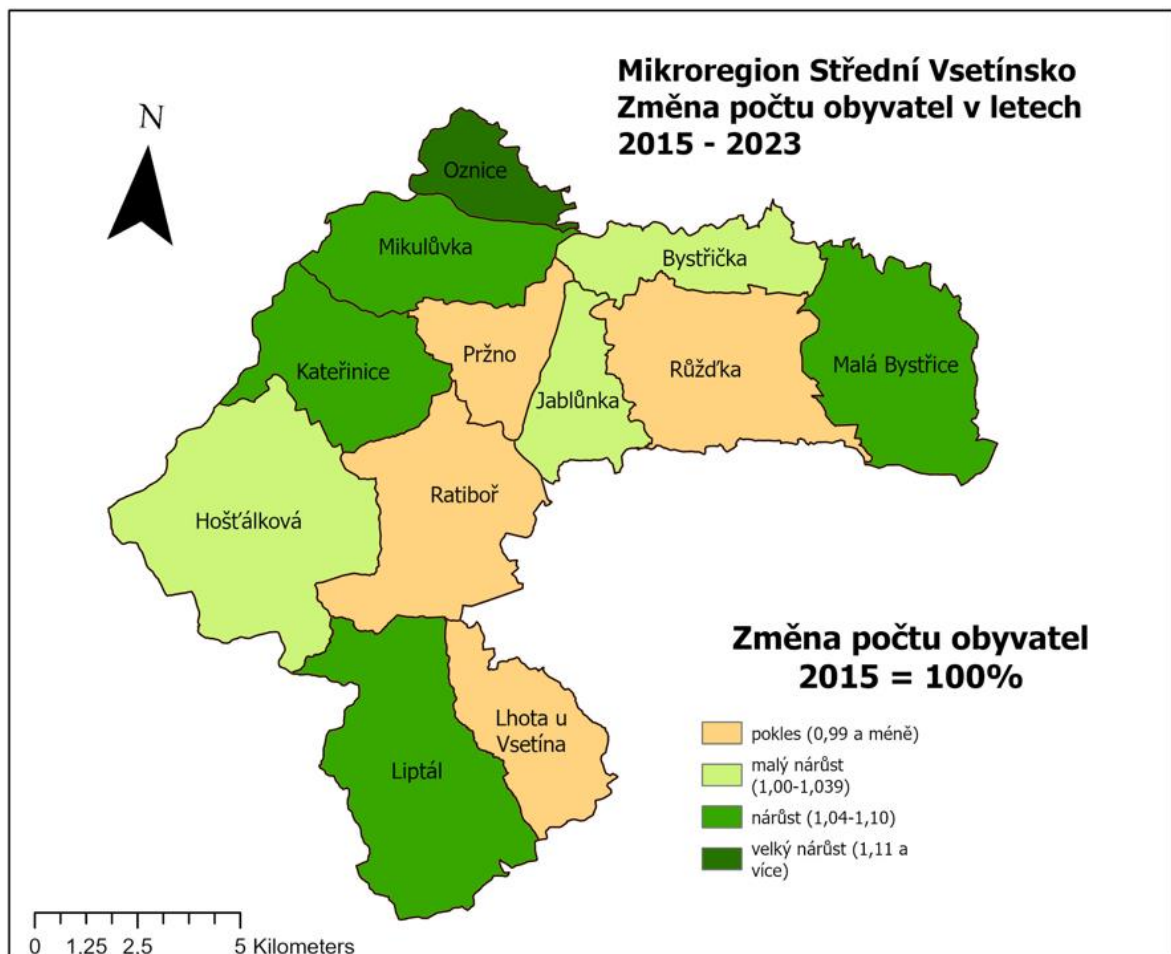 Mikroregion Střední Vsetínsko
Změna počtu obyvatel v letech
2015 - 2023
N
Oznice
Mikulůvka
Bystřička
Pržno
Růžďka
Malá Bystřice
Kateřinice
Jablůnka
Ratiboř
Hošťálková
Lhota u
Vsetína
Liptál
Změna počtu obyvatel
2015 = 100%
pokles (0,99 a méně)
malý nárůst
(1,00-1,039)
nárůst (1,04-1,10)
velký nárůst (1,11 a
více)
0 1,25 2,5 5 Kilometers